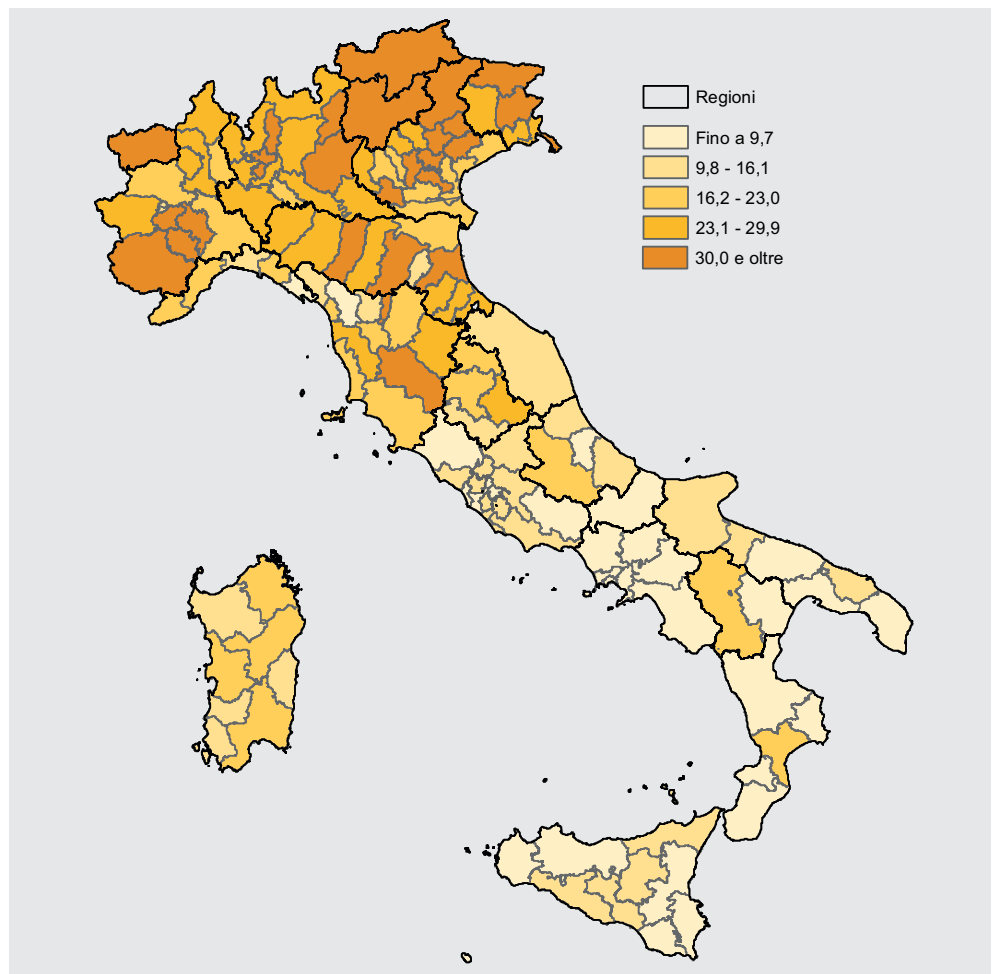 Regioni
Fino a 9,7
9,8 - 16,1
16,2 - 23,0
23,1 - 29,9
30,0 e oltre